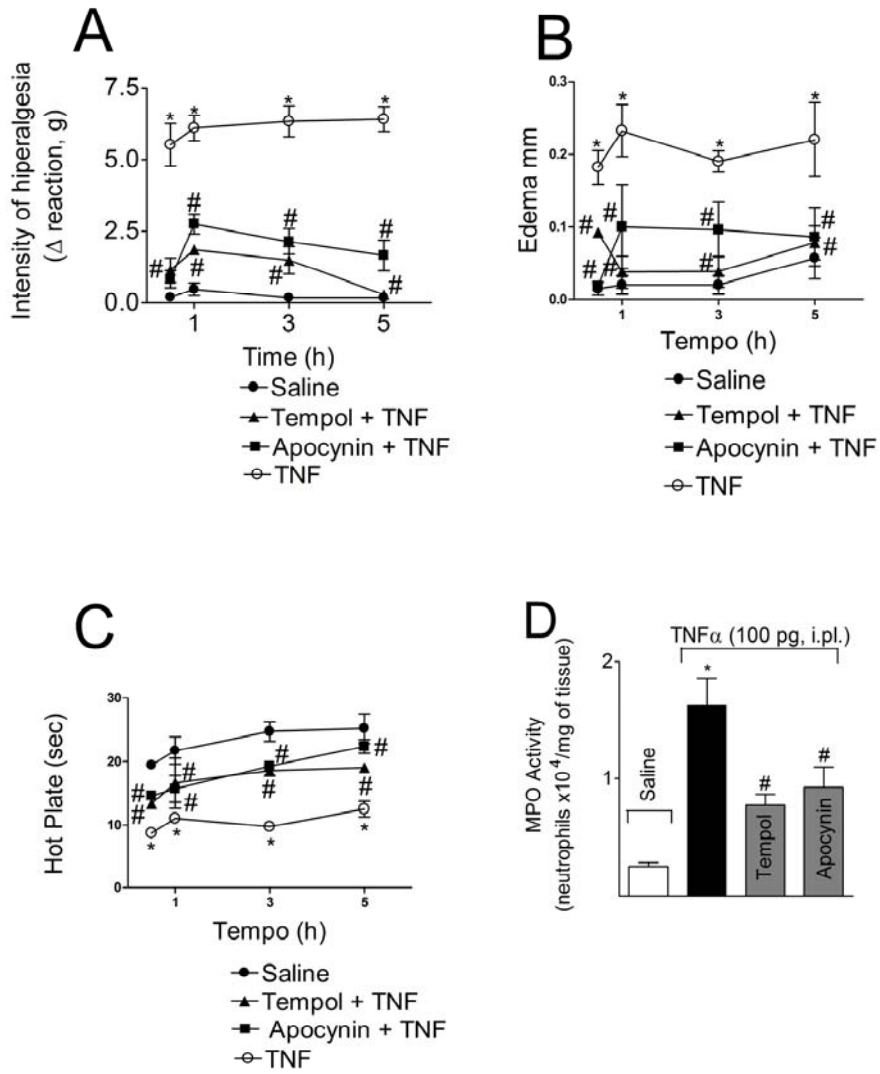 A
Intensity of hiperalgesia
(Δ reaction, g)
7.5
5.0
2.5
0.0
* * * *
# # # # # # #
1 3 5
Time (h)
Saline
Tempol + TNF
Apocynin + TNF
TNF
B
Edema mm
0.3
0.2
0.1
0.0
* * * *
# # # # # # #
1 3 5
Tempo (h)
Saline
Tempol + TNF
Apocynin + TNF
TNF
C
Hot Plate (sec)
30
20
10
0
# # # # # # # #
* * * *
1 3 5
Tempo (h)
Saline
Tempol + TNF
Apocynin + TNF
TNF
D
TNFα (100 pg, i.pl.)
MPO Activity
(neutrophils x10⁴/mg of tissue)
2
1
Saline
*
#
#
Tempol
Apocynin